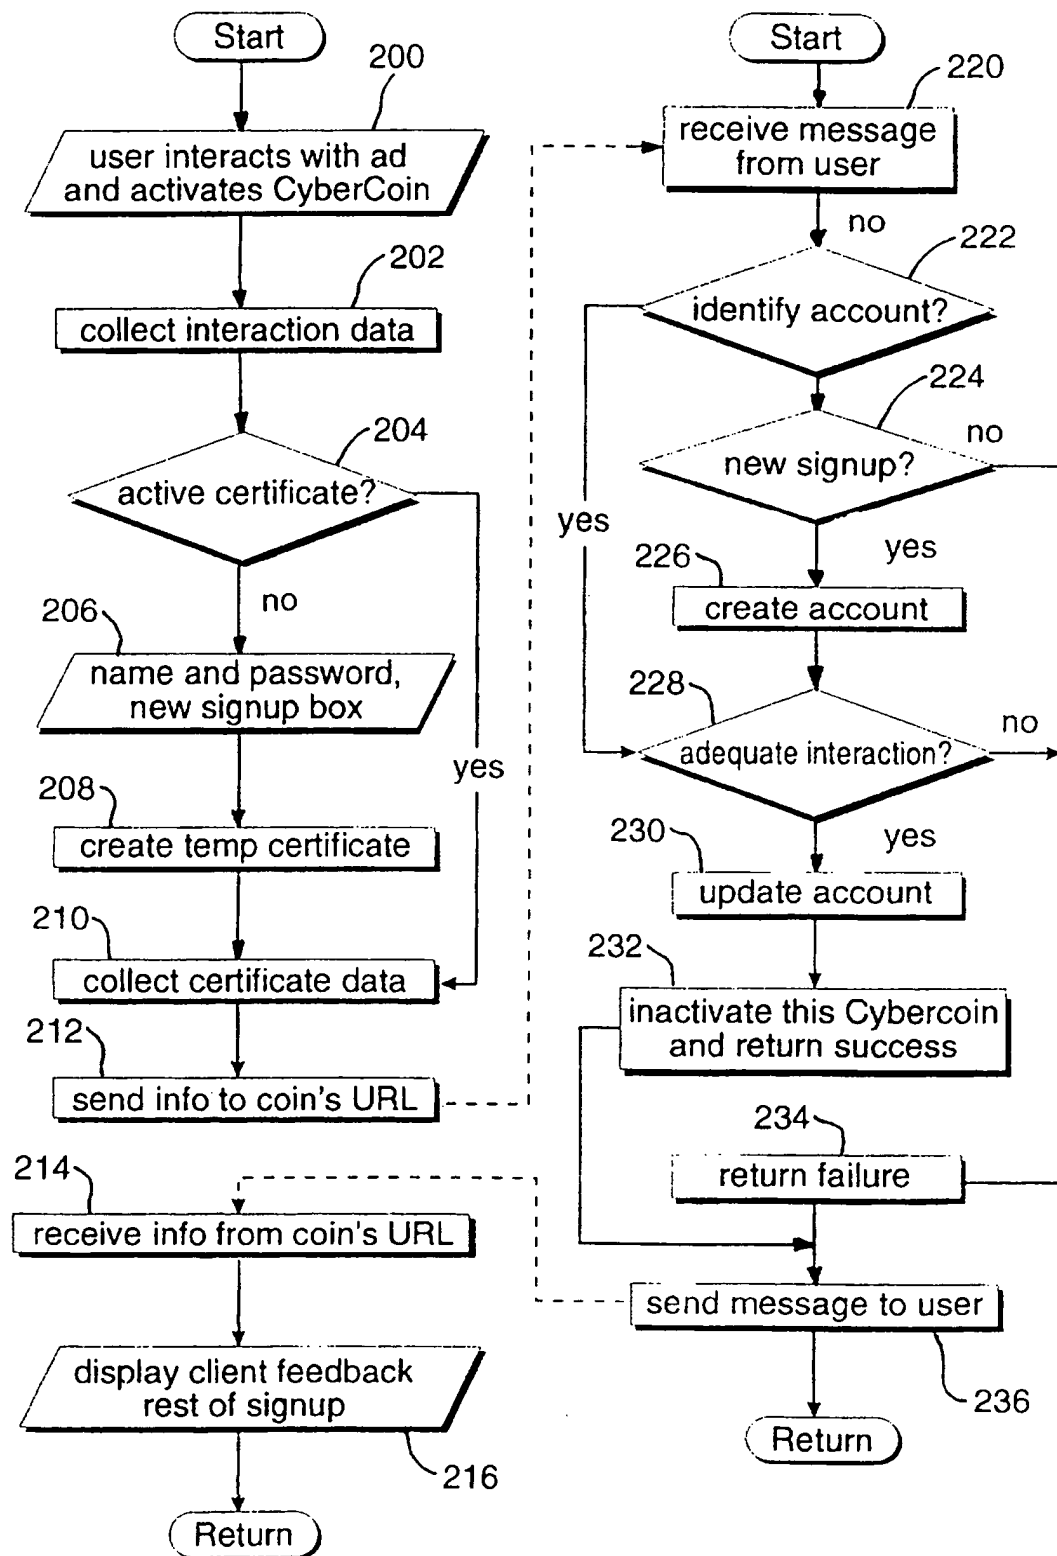 Start
200
user interacts with ad
and activates CyberCoin
202
collect interaction data
204
active certificate?
no
206
name and password,
new signup box
yes
208
create temp certificate
210
collect certificate data
212
send info to coin's URL
214
receive info from coin's URL
display client feedback
rest of signup
216
Return
Start
220
receive message
from user
no
222
identify account?
224
no
new signup?
yes
yes
226
create account
228
no
adequate interaction?
230
yes
update account
232
inactivate this Cybercoin
and return success
234
return failure
send message to user
236
Return